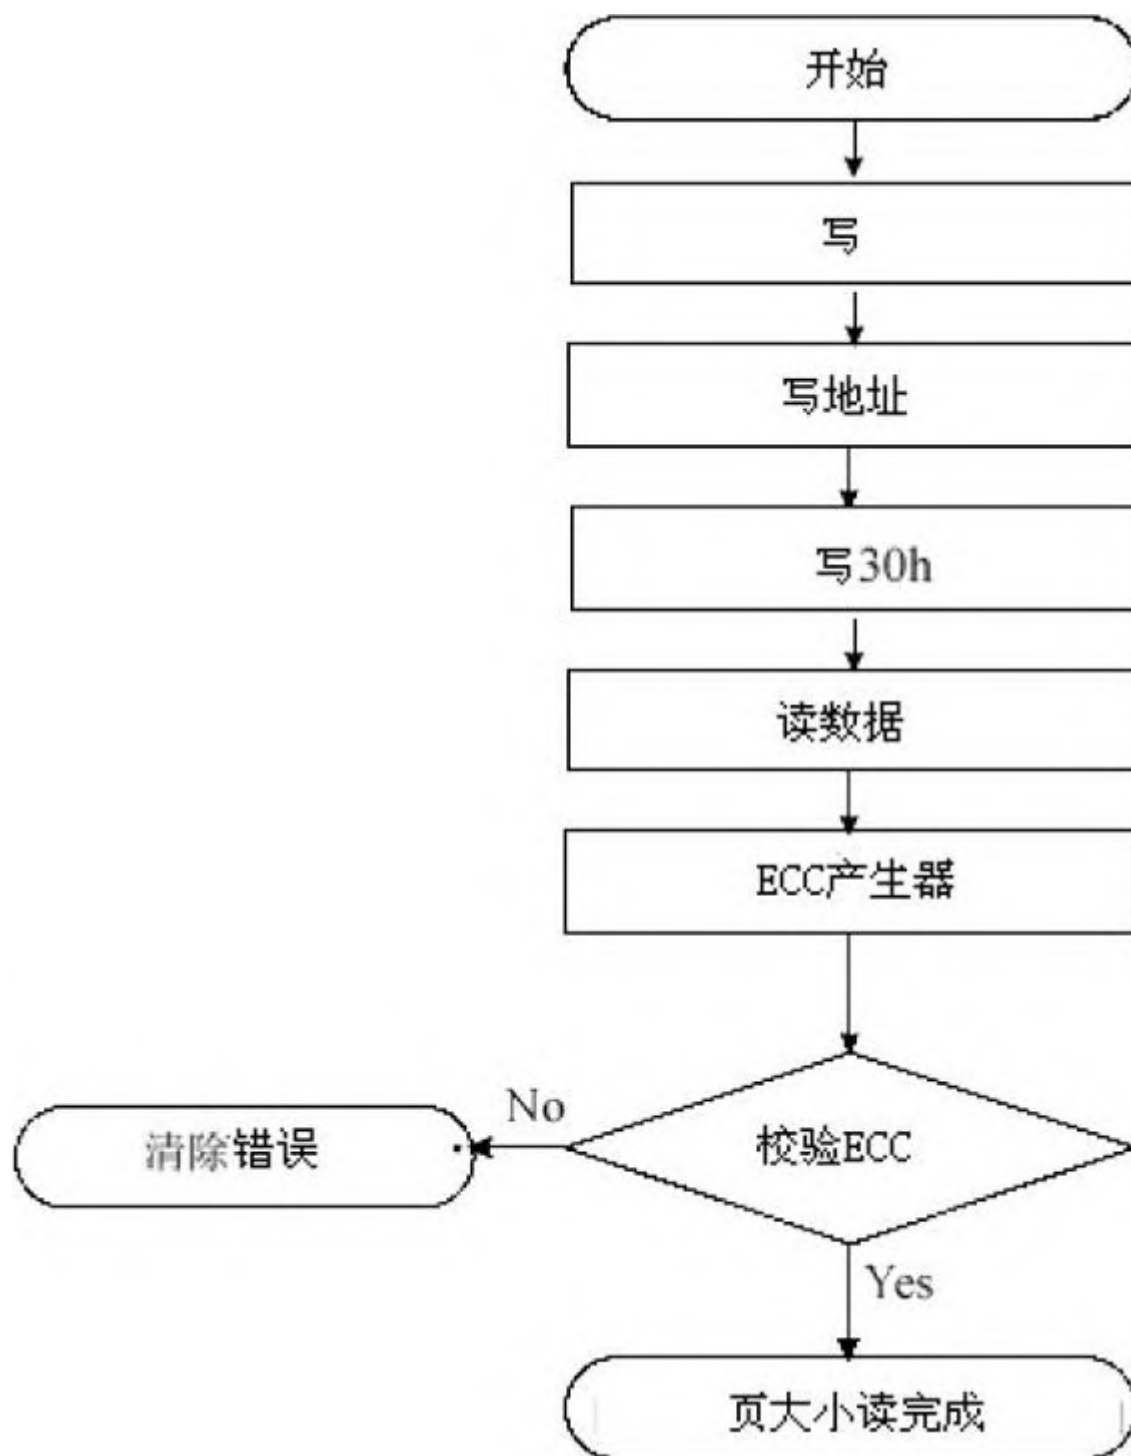 开始
写
写地址
写30h
读数据
ECC产生器
No
清除错误
校验ECC
Yes
页大小读完成